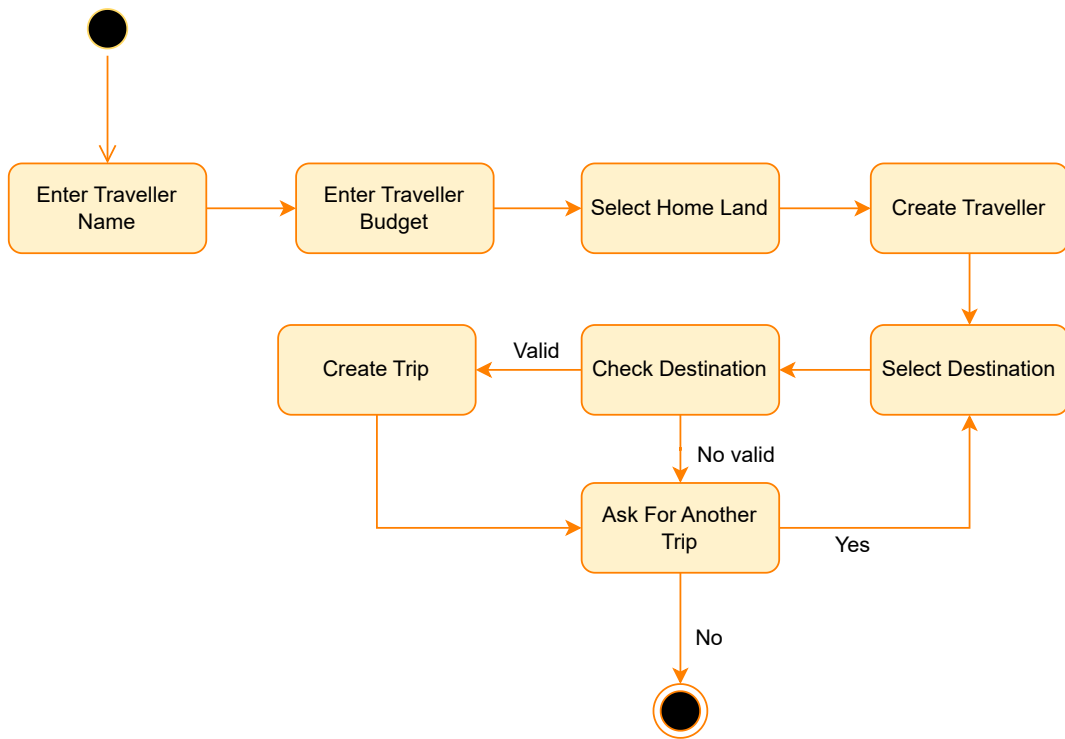 Enter Traveller
Name
Enter Traveller
Budget
Select Home Land
Create Traveller
Create Trip
Valid
Check Destination
Select Destination
No valid
Ask For Another
Trip
Yes
No